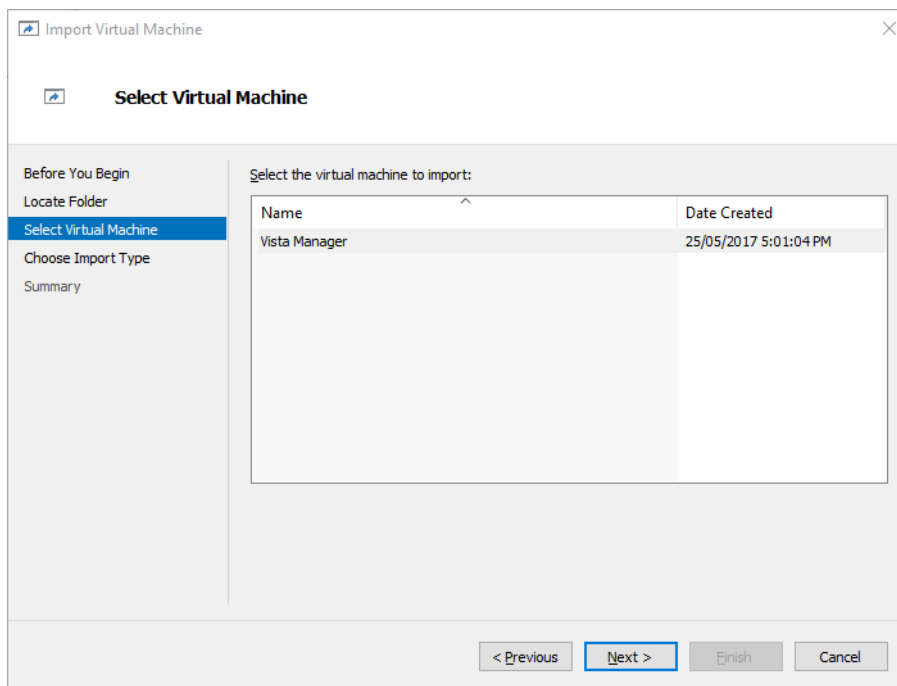 Import Virtual Machine
Select Virtual Machine
Before You Begin
Locate Folder
Select Virtual Machine
Choose Import Type
Summary
Select the virtual machine to import:
Name Date Created
Vista Manager 25/05/2017 5:01:04 PM
< Previous Next > Finish Cancel